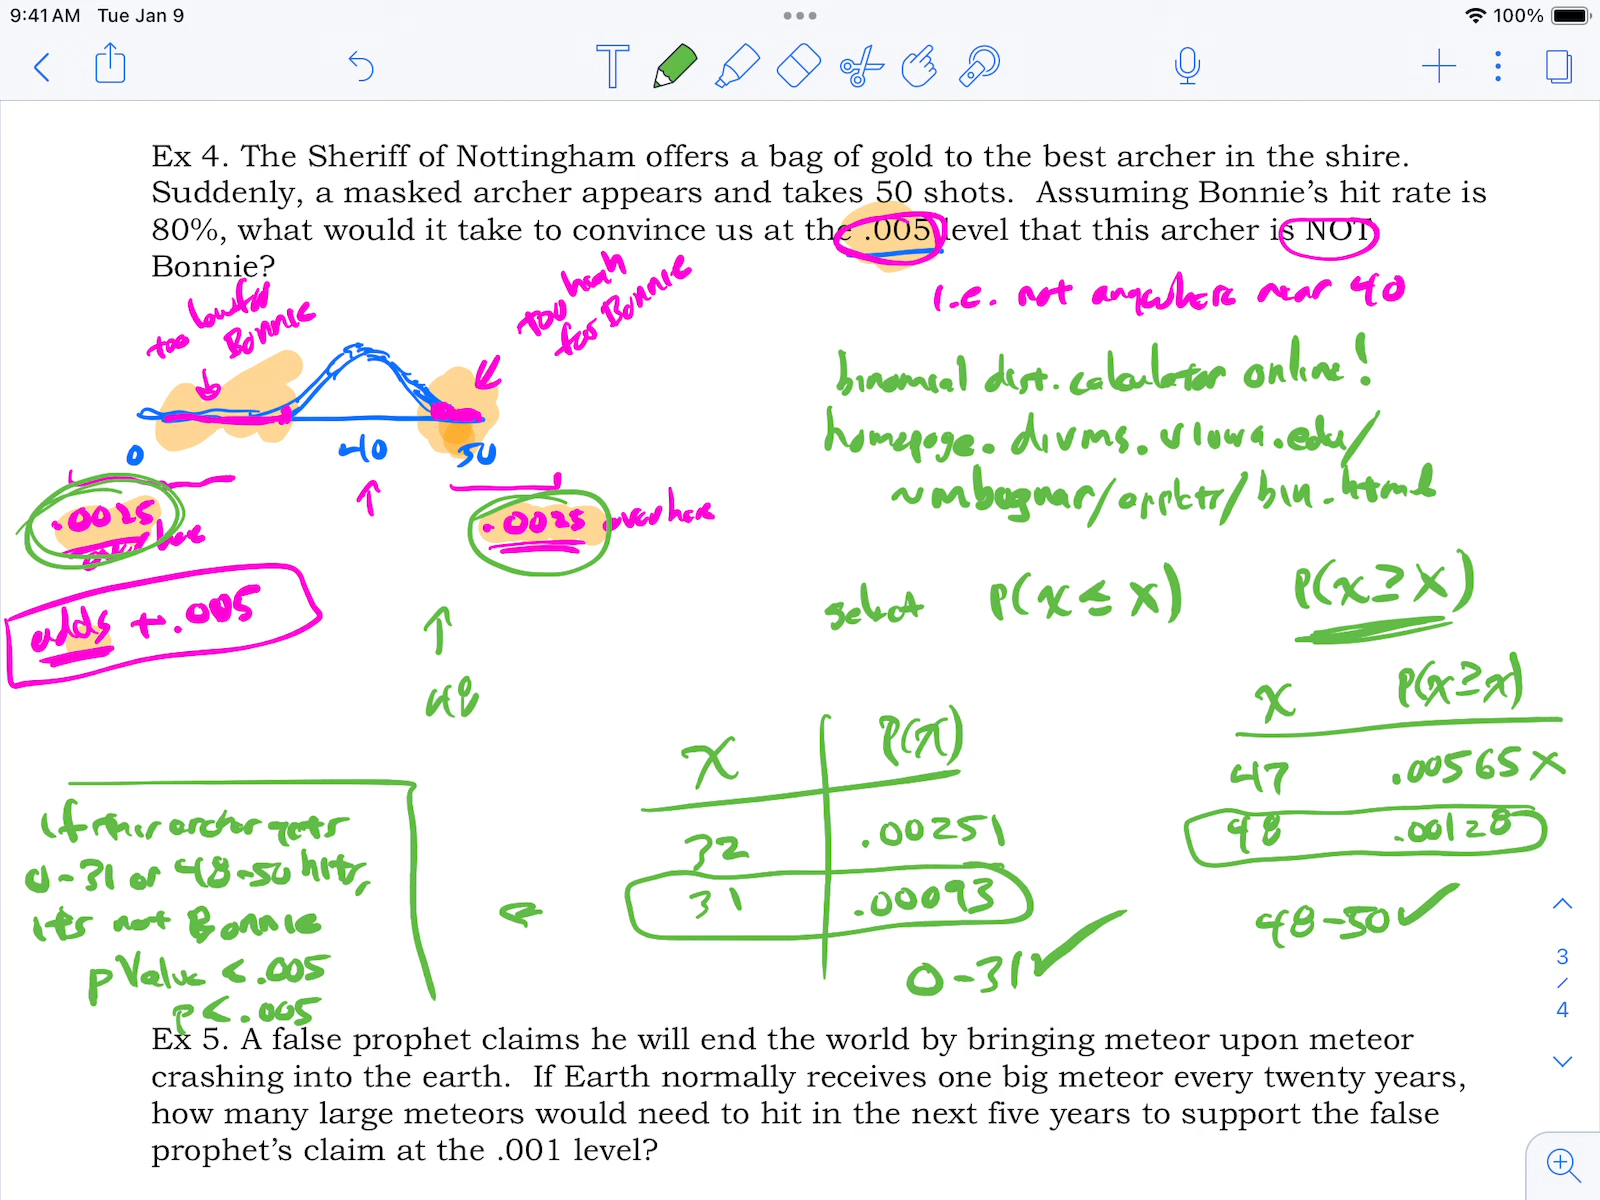 9:41 AM Tue Jan 9
100%
Ex 4. The Sheriff of Nottingham offers a bag of gold to the best archer in the shire.
Suddenly, a masked archer appears and takes 50 shots. Assuming Bonnie's hit rate is
80%, what would it take to convince us at the .005 level that this archer is NOT
Bonnie?
i.e. not anywhere near 40
too low for
Bonnie
too high
for Bonnie
0 40 50
.0025
here
.0025 over here
adds to .005
48
binomial dist. calculator online!
homepage.divms.uiowa.edu/
~mbognar/applets/bin.html
select P(X ≤ x) P(X ≥ x)
x P(x)
32 .00251
31 .00093
0-31 ✓
x P(X ≥ x)
47 .00565 x
48 .00128
48-50 ✓
If this archer gets
0-31 or 48-50 hits,
it's not Bonnie
p value < .005
p < .005
Ex 5. A false prophet claims he will end the world by bringing meteor upon meteor
crashing into the earth. If Earth normally receives one big meteor every twenty years,
how many large meteors would need to hit in the next five years to support the false
prophet's claim at the .001 level?
3
/
4